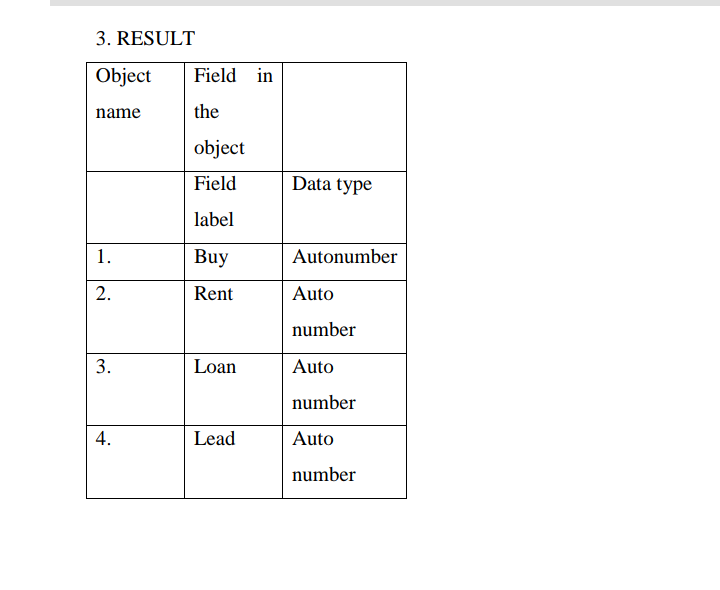 3. RESULT
Object Field in
name the
object
Field Data type
label
1. Buy Autonumber
2. Rent Auto
number
3. Loan Auto
number
4. Lead Auto
number